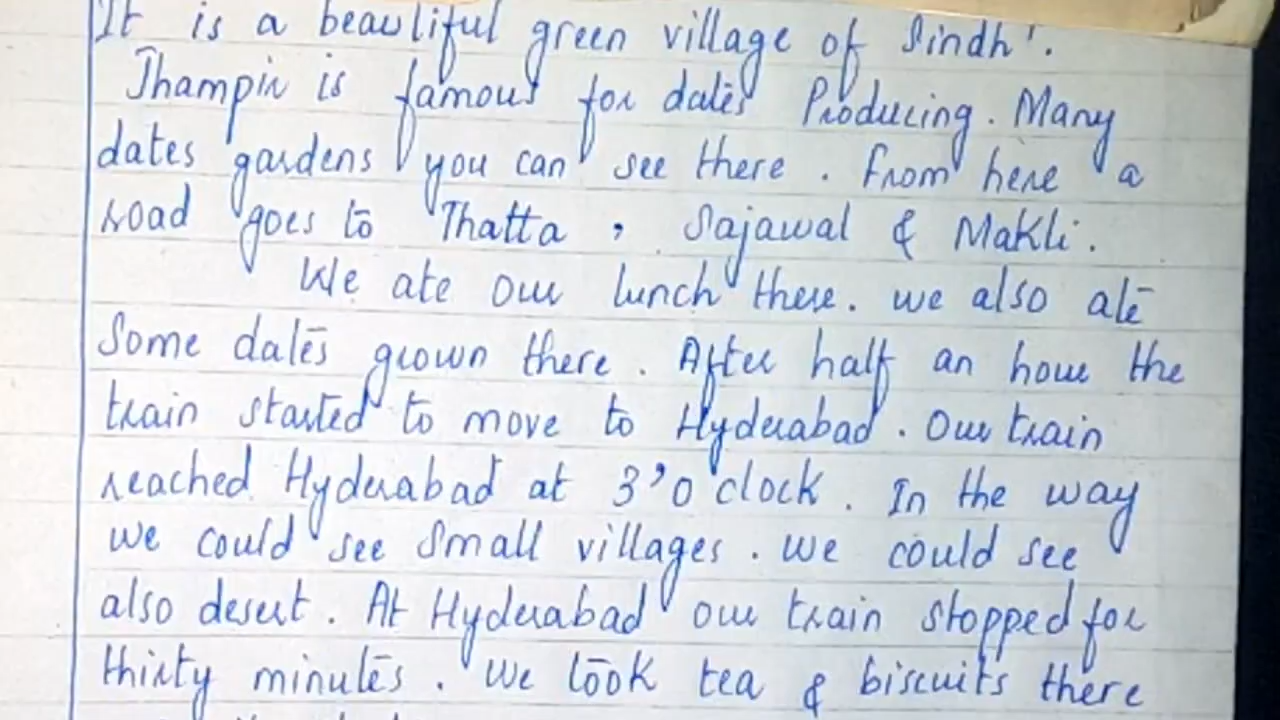 It is a beautiful green village of Sindh'.
Jhampir is famous for dates Producing. Many
dates gardens you can see there. From here a
road goes to Thatta, Sajawal & Makli.
We ate our lunch there. we also ate
Some dates grown there. After half an hour the
train started to move to Hyderabad. Our train
reached Hyderabad at 3'0 clock. In the way
we could see small villages. we could see
also desert. At Hyderabad our train stopped for
thirty minutes. We took tea & biscuits there